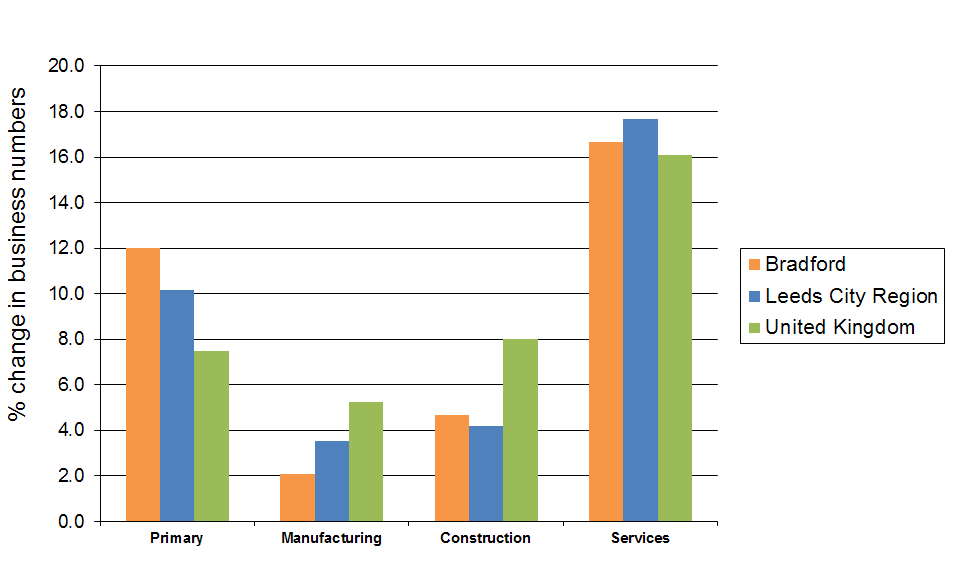 % change in business numbers
20.0
18.0
16.0
14.0
12.0
10.0
8.0
6.0
4.0
2.0
0.0
Primary
Manufacturing
Construction
Services
Bradford
Leeds City Region
United Kingdom